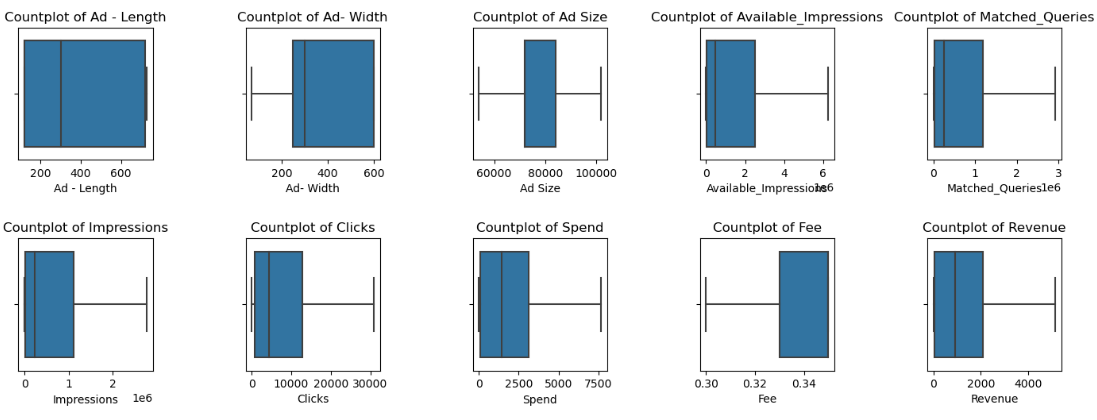 Countplot of Ad - Length
Countplot of Ad- Width
Countplot of Ad Size
Countplot of Available_Impressions
Countplot of Matched_Queries
200 400 600
200 400 600
60000 80000 100000
0 2 4 6
0 1 2 3
1e6
1e6
Ad - Length
Ad- Width
Ad Size
Available_Impressions
Matched_Queries
Countplot of Impressions
Countplot of Clicks
Countplot of Spend
Countplot of Fee
Countplot of Revenue
0 1 2
0 10000 20000 30000
0 2500 5000 7500
0.30 0.32 0.34
0 2000 4000
1e6
Impressions
Clicks
Spend
Fee
Revenue